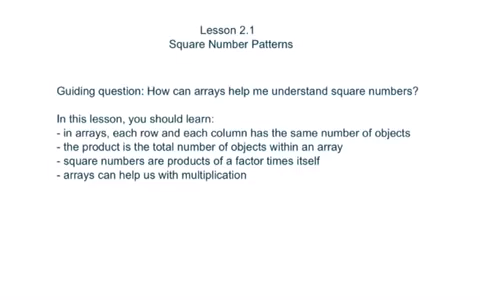 Lesson 2.1
Square Number Patterns
Guiding question: How can arrays help me understand square numbers?
In this lesson, you should learn:
- in arrays, each row and each column has the same number of objects
- the product is the total number of objects within an array
- square numbers are products of a factor times itself
- arrays can help us with multiplication